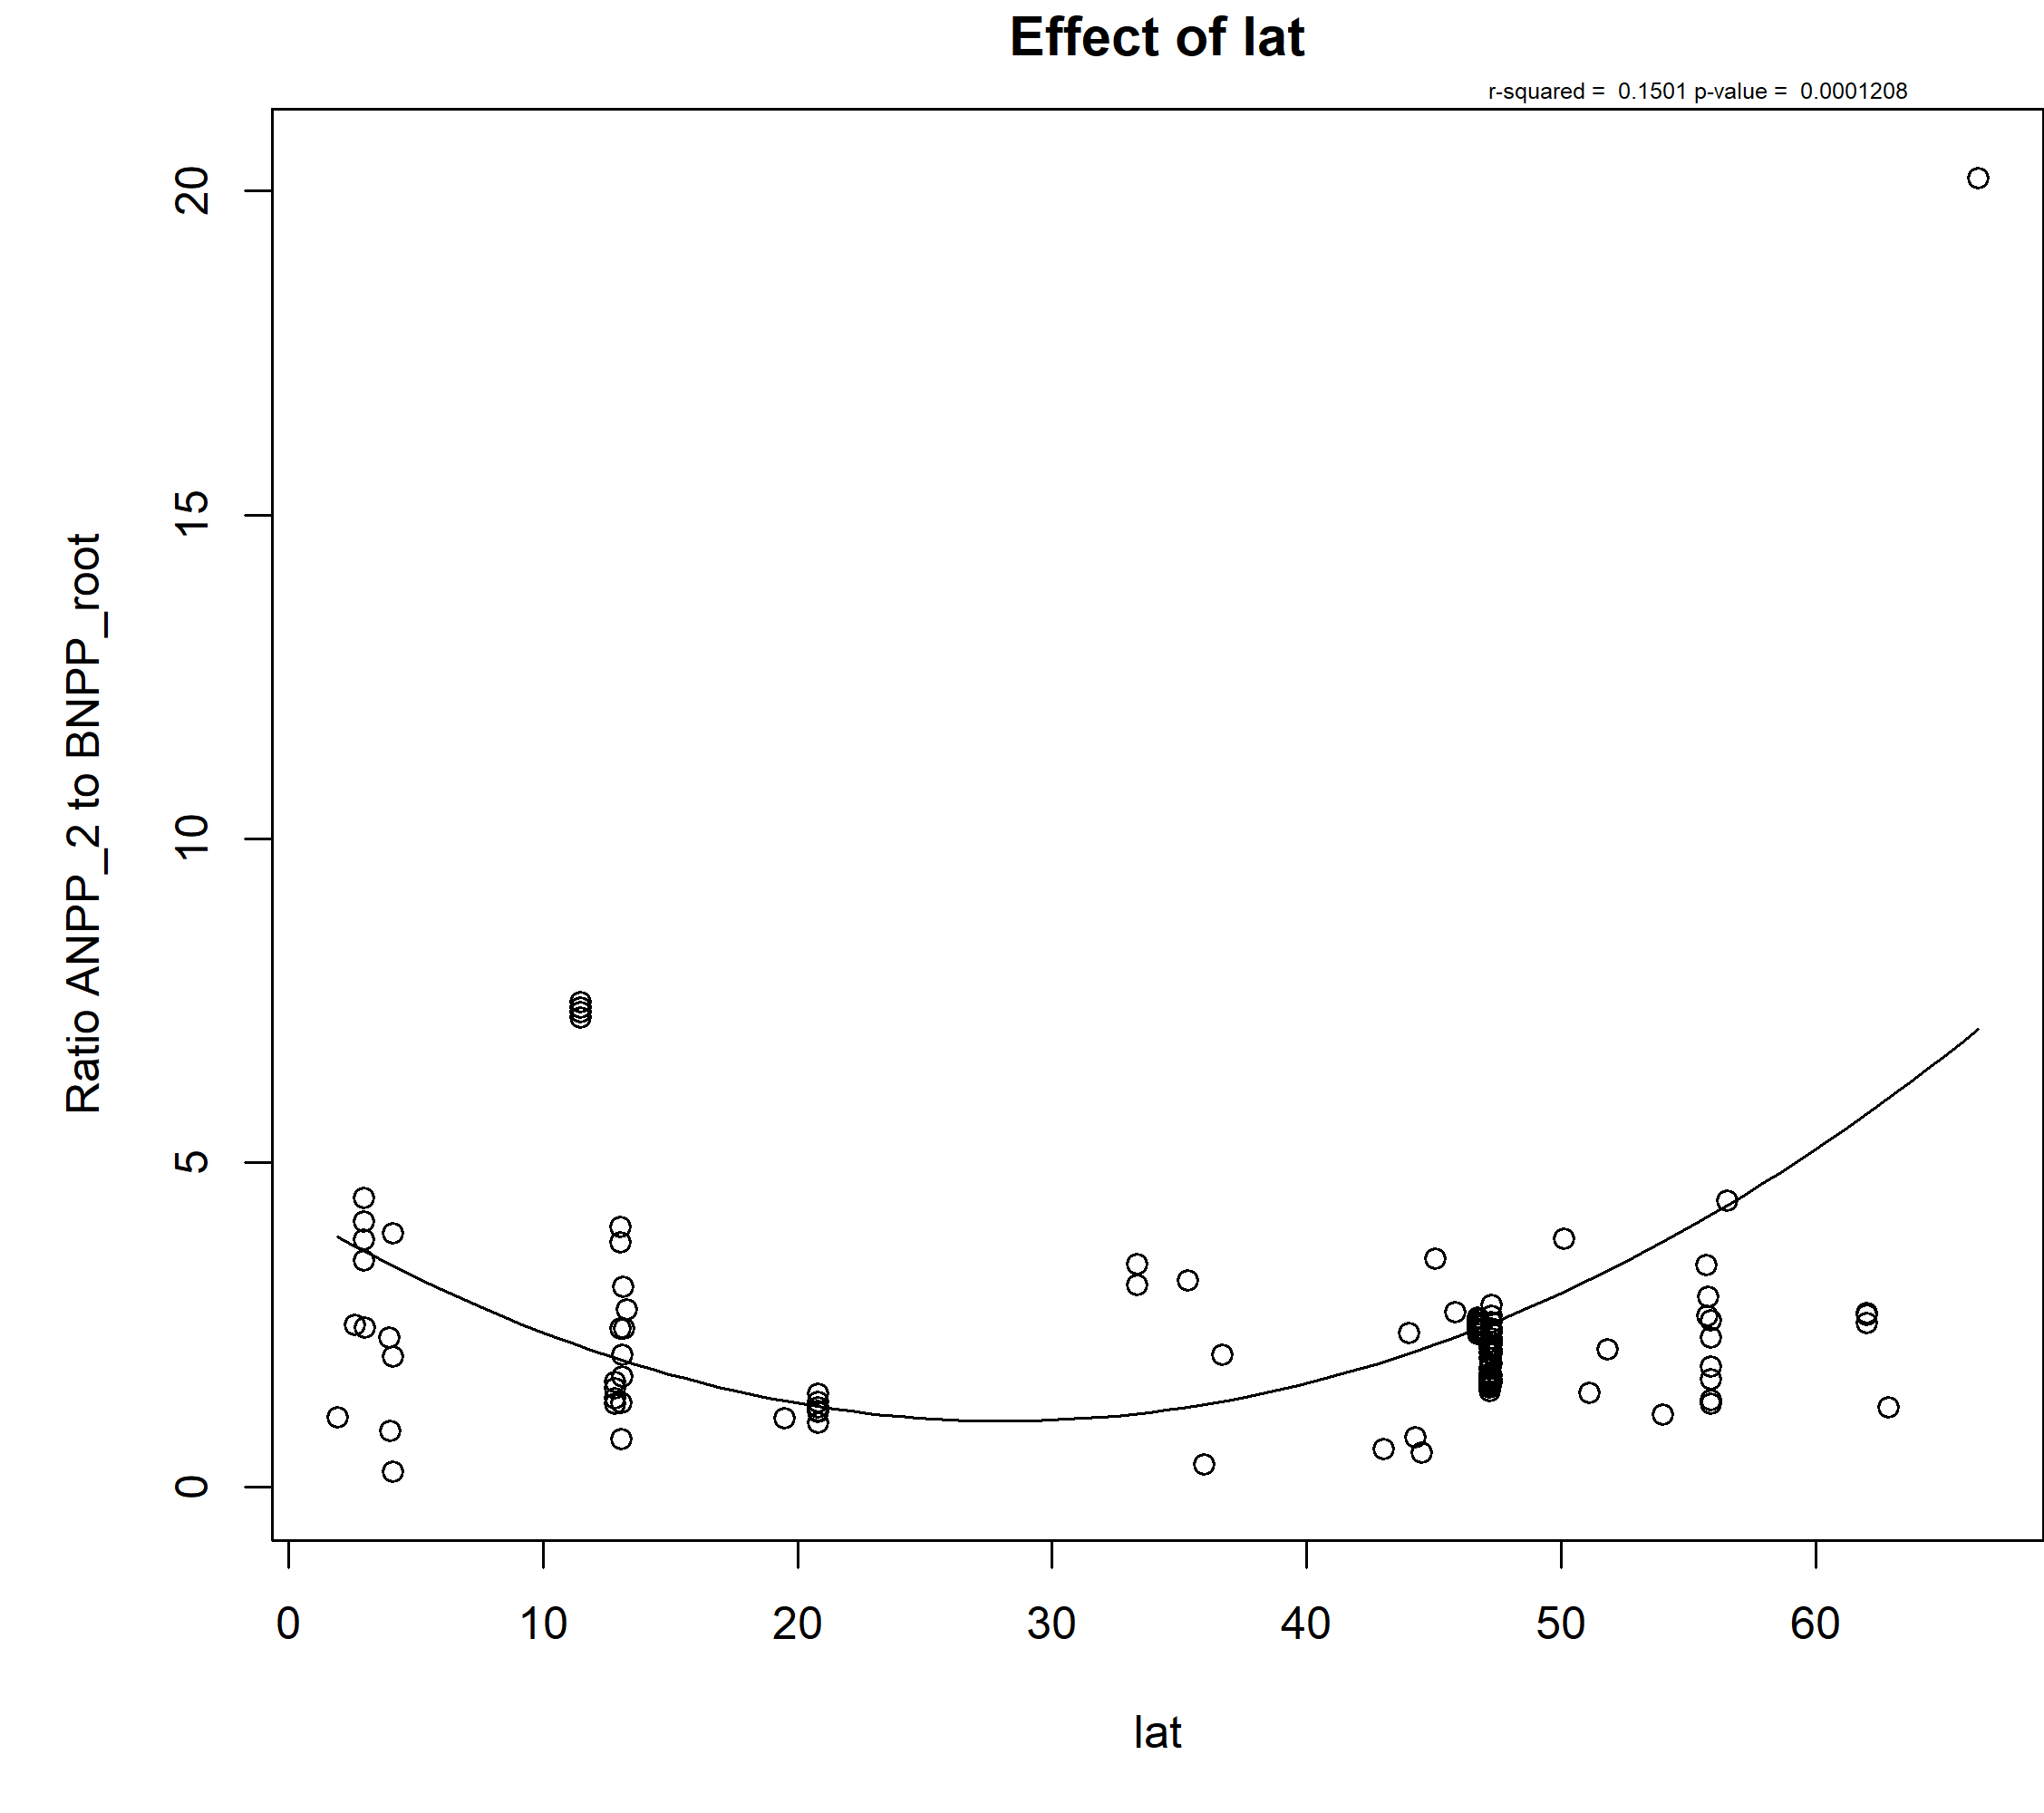 Effect of lat
r-squared =  0.1501 p-value =  0.0001208
Ratio ANPP_2 to BNPP_root
20
15
10
5
0
0 10 20 30 40 50 60
lat